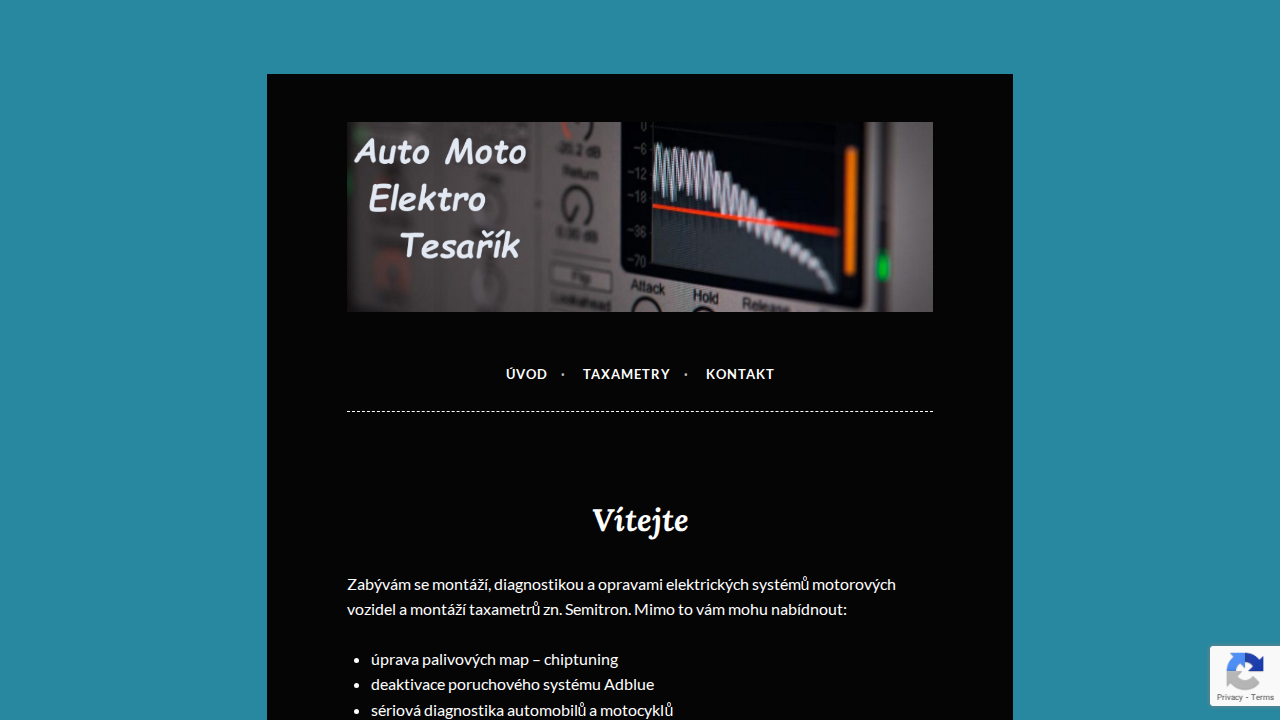 Auto Moto
Elektro
Tesařík
0
-6
-12
-18
-36
-70
-20.2 dB
Return
0.00 dB
Flip
Lookahead
Attack
Hold
Release
ÚVOD
TAXAMETRY
KONTAKT
Vítejte
Zabývám se montáží, diagnostikou a opravami elektrických systémů motorových
vozidel a montáží taxametrů zn. Semitron. Mimo to vám mohu nabídnout:
úprava palivových map – chiptuning
deaktivace poruchového systému Adblue
sériová diagnostika automobilů a motocyklů
Privacy - Terms